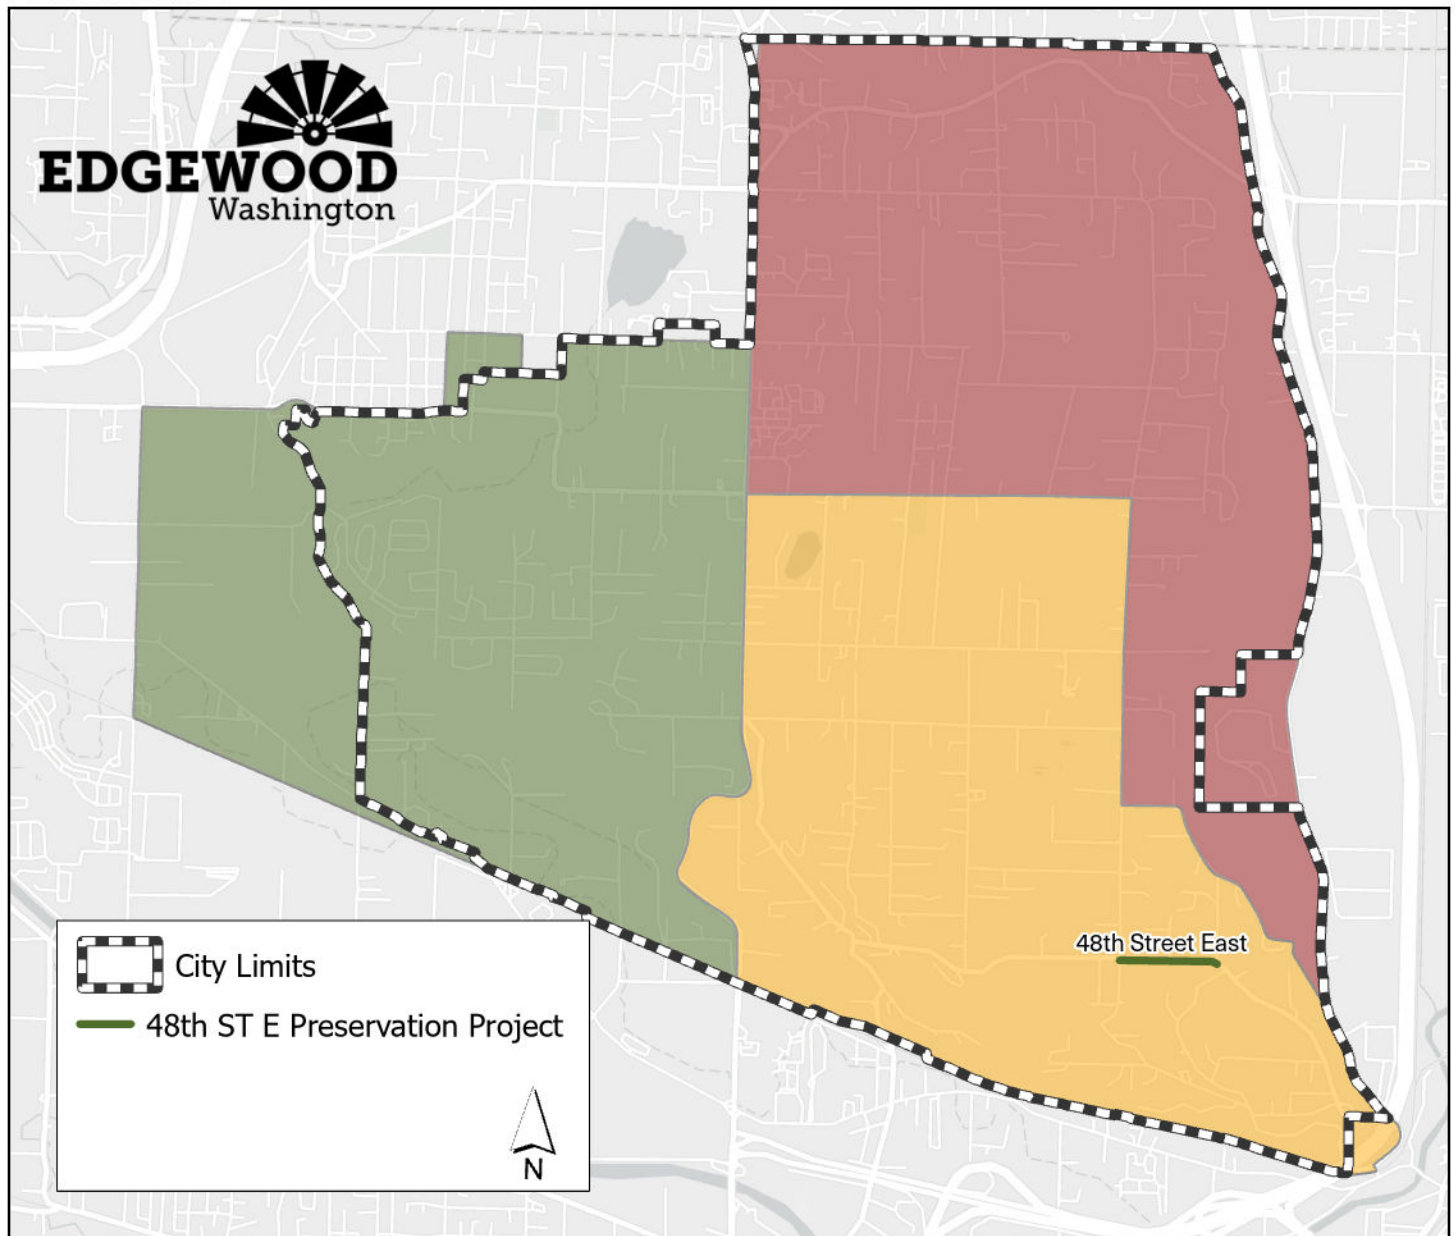 EDGEWOOD
Washington
48th Street East
City Limits
48th ST E Preservation Project
N